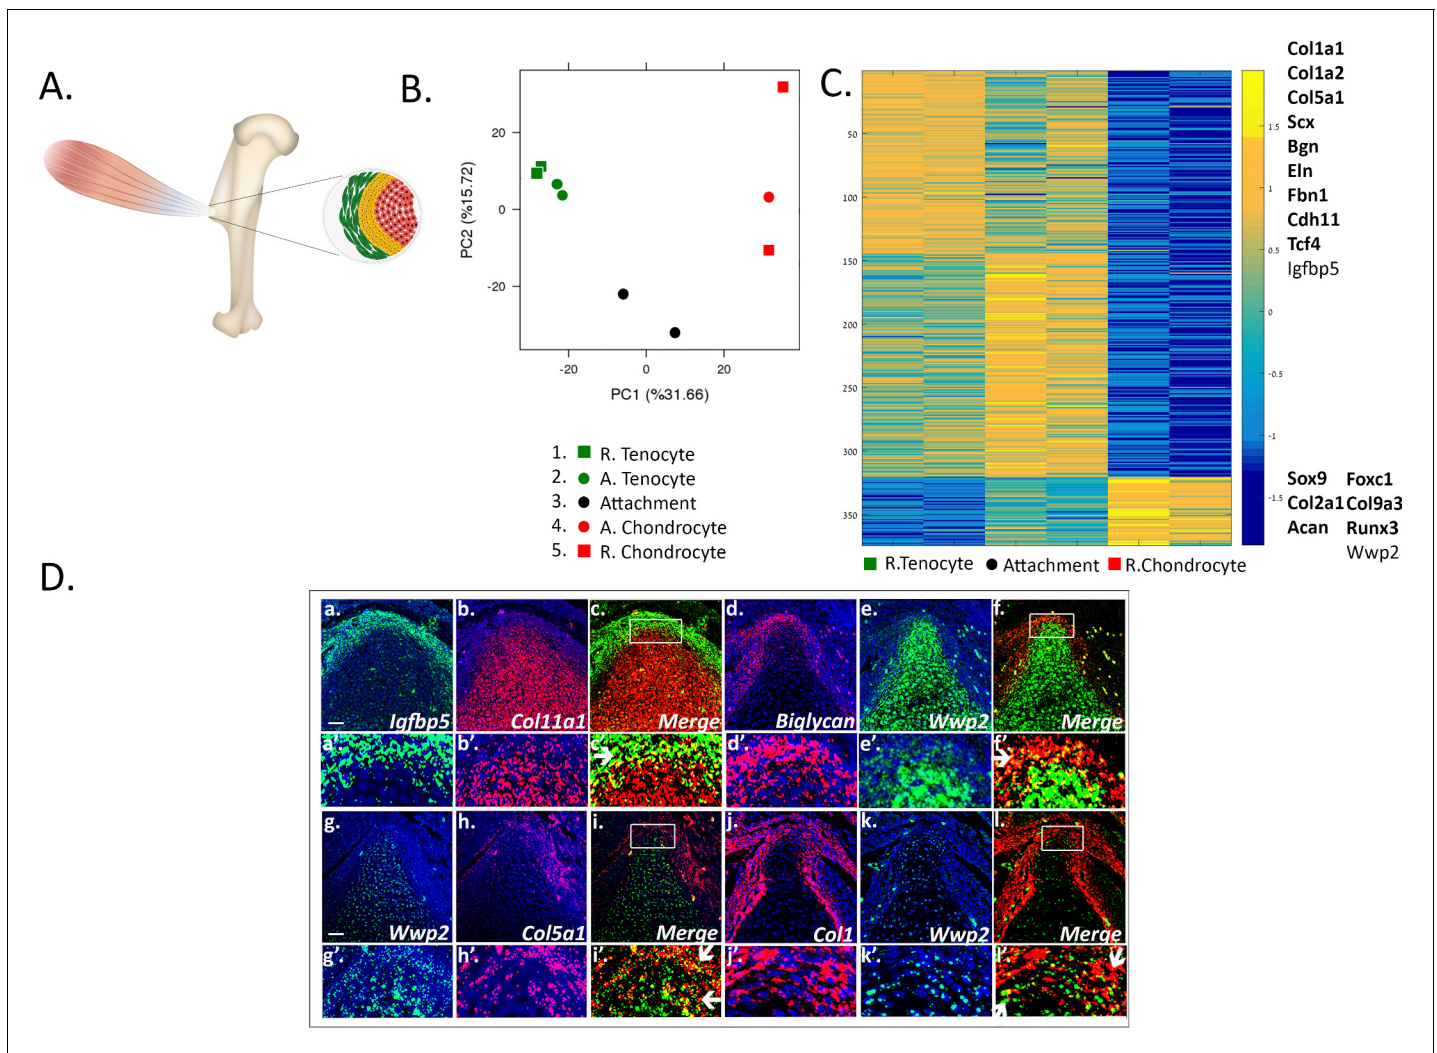 A.
B.
C.
20
0
-20
PC2 (%15.72)
-20
0
20
PC1 (%31.66)
1. R. Tenocyte
2. A. Tenocyte
3. Attachment
4. A. Chondrocyte
5. R. Chondrocyte
50
100
150
200
250
300
350
1.5
1
0.5
0
-0.5
-1
-1.5
Col1a1
Col1a2
Col5a1
Scx
Bgn
Eln
Fbn1
Cdh11
Tcf4
Igfbp5
Sox9 Foxc1
Col2a1 Col9a3
Acan Runx3
Wwp2
R.Tenocyte Attachment R.Chondrocyte
D.
a. b. c. d. e. f.
Igfbp5 Col11a1 Merge Biglycan Wwp2 Merge
a'. b'. c'. d'. e'. f'.
g. h. i. j. k. l.
Wwp2 Col5a1 Merge Col1 Wwp2 Merge
g'. h'. i'. j'. k'. l'.